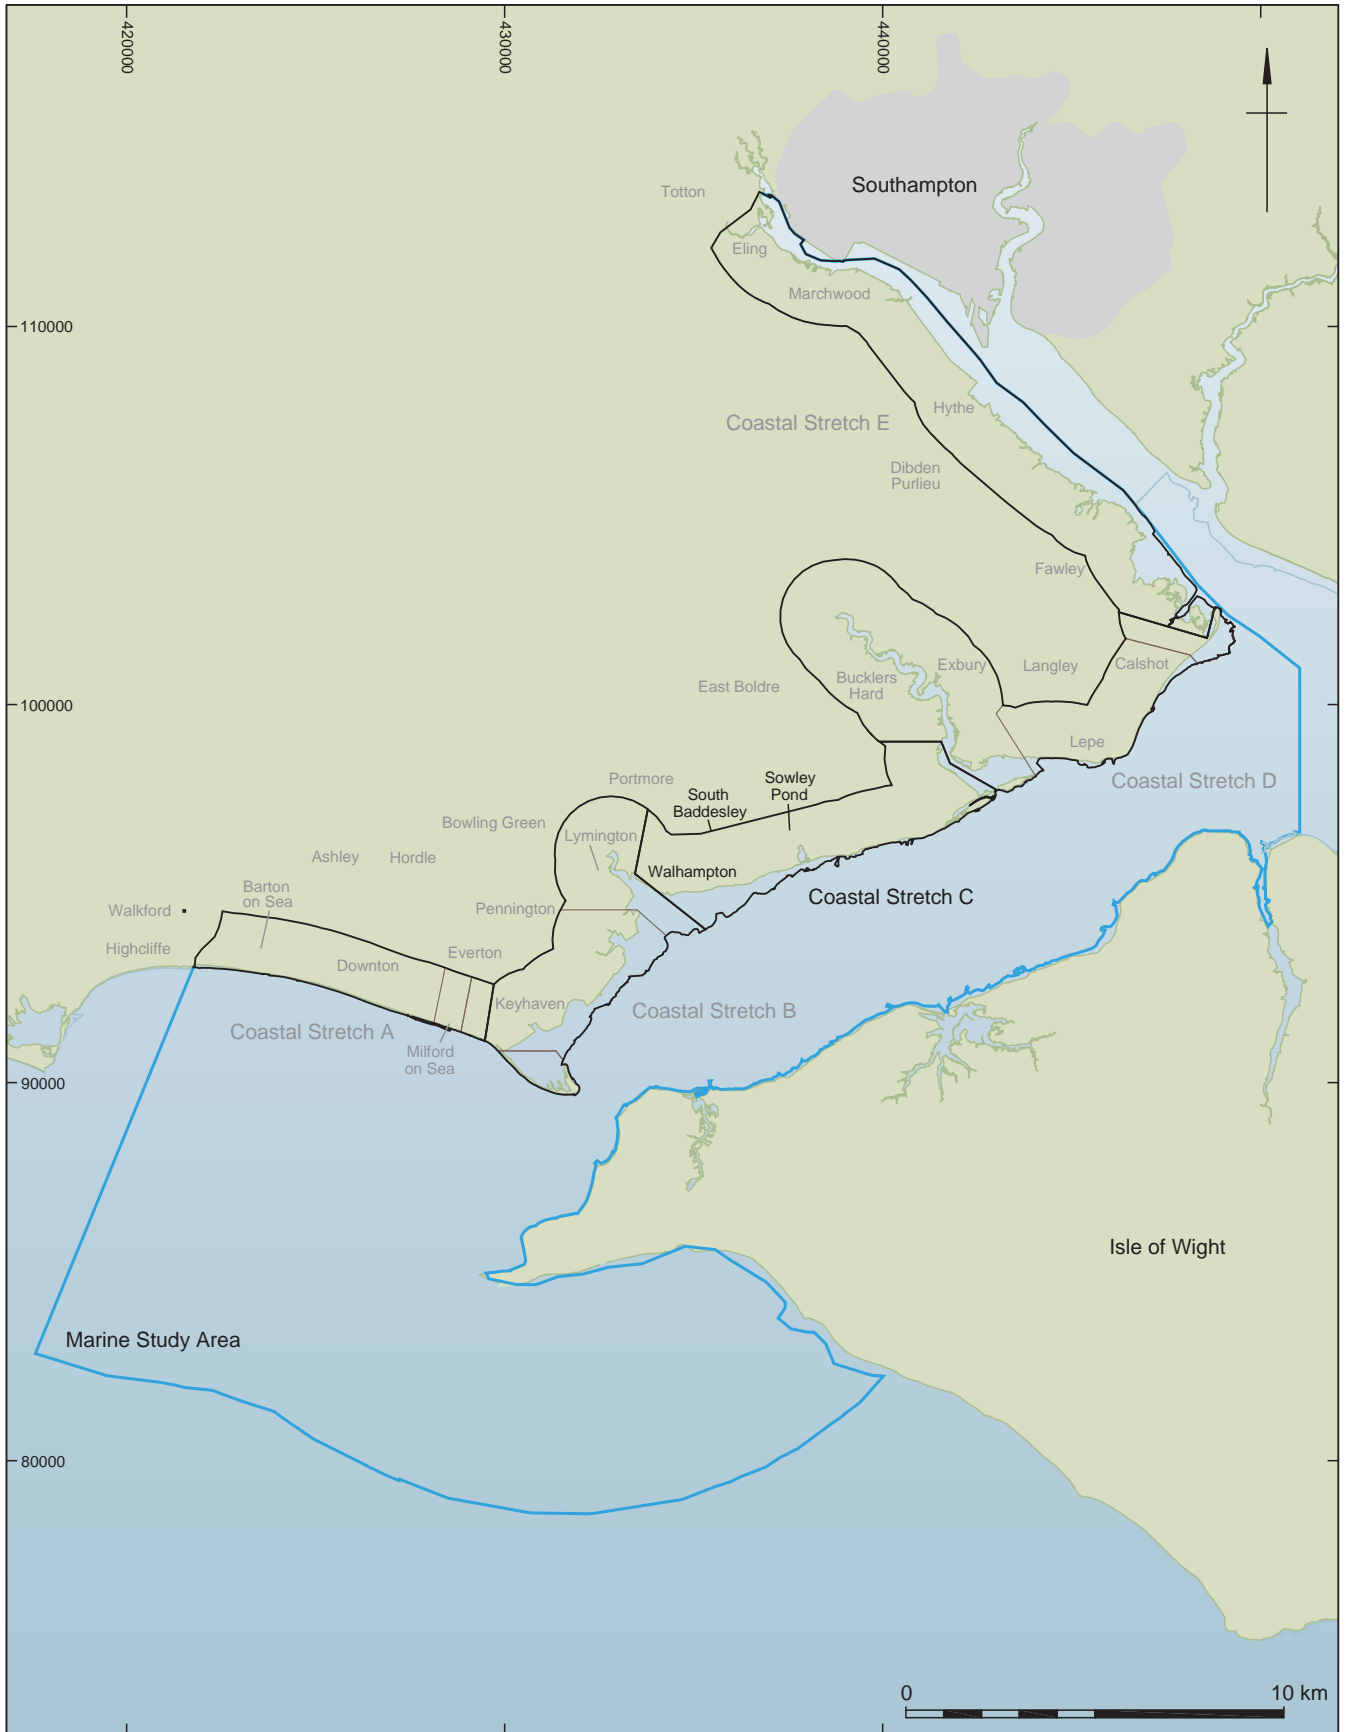 420000
430000
440000
Southampton
Totton
Eling
Marchwood
110000
Hythe
Coastal Stretch E
Dibden
Purlieu
Fawley
Exbury
Langley
Calshot
Bucklers
Hard
East Boldre
100000
Lepe
Coastal Stretch D
Portmore
Sowley
Pond
South
Baddesley
Bowling Green
Lymington
Ashley
Hordle
Walhampton
Barton
on Sea
Coastal Stretch C
Walkford
Pennington
Highcliffe
Everton
Downton
Keyhaven
Coastal Stretch B
Coastal Stretch A
Milford
on Sea
90000
Isle of Wight
Marine Study Area
80000
0
10 km